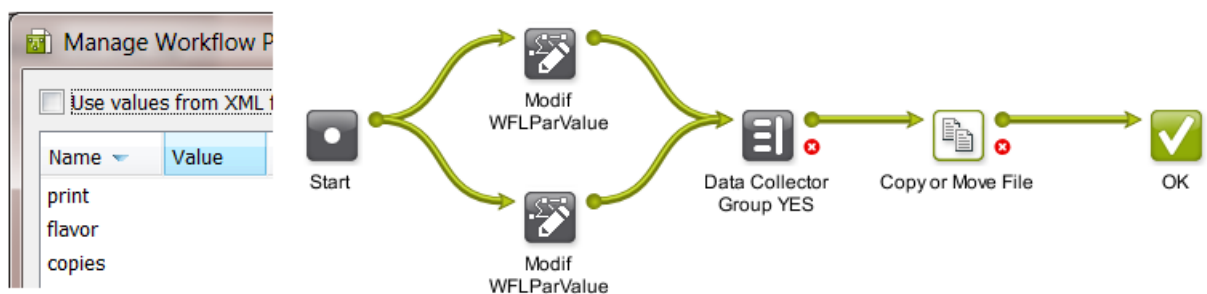 Manage Workflow P
Use values from XML f
Name
Value
print
flavor
copies
Start
Modif
WFLParValue
Modif
WFLParValue
Data Collector
Group YES
Copy or Move File
OK